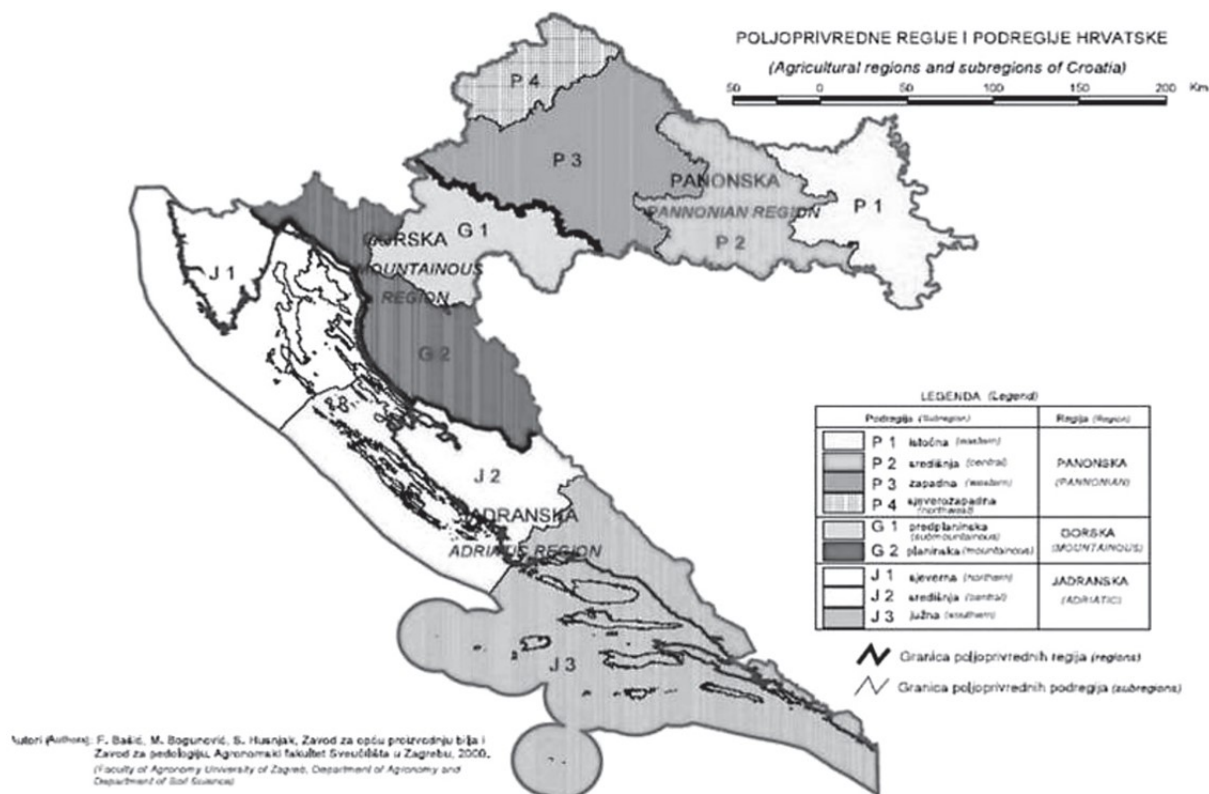 POLJOPRIVREDNE REGIJE I PODREGIJE HRVATSKE
(Agricultural regions and subregions of Croatia)
50 0 50 100 150 200 Km
P 4
P 3
PANONSKA
PANNONIAN REGION
P 1
P 2
G 1
GORSKA
MOUNTAINOUS
REGION
J 1
G 2
J 2
JADRANSKA
ADRIATIC REGION
J 3
LEGENDA (Legend)
Podregija (Subregion) Regija (Region)
P 1 istočna (eastern)
P 2 središnja (central) PANONSKA
P 3 zapadna (western) (PANNONIAN)
P 4 sjeverozapadna
(northwest)
G 1 predplaninska GORSKA
(submountainous)
G 2 planinska (mountainous) (MOUNTAINOUS)
J 1 sjeverna (northern) JADRANSKA
J 2 središnja (central) (ADRIATIC)
J 3 južna (southern)
Granica poljoprivrednih regija (regions)
Granica poljoprivrednih podregija (subregions)
Autori (Authors): F. Bašić, M. Bogunović, S. Husnjak, Zavod za opću proizvodnju bilja i
Zavod za pedologiju, Agronomski fakultet Sveučilišta u Zagrebu, 2000.
(Faculty of Agronomy University of Zagreb, Department of Agronomy and
Department of Soil Science)